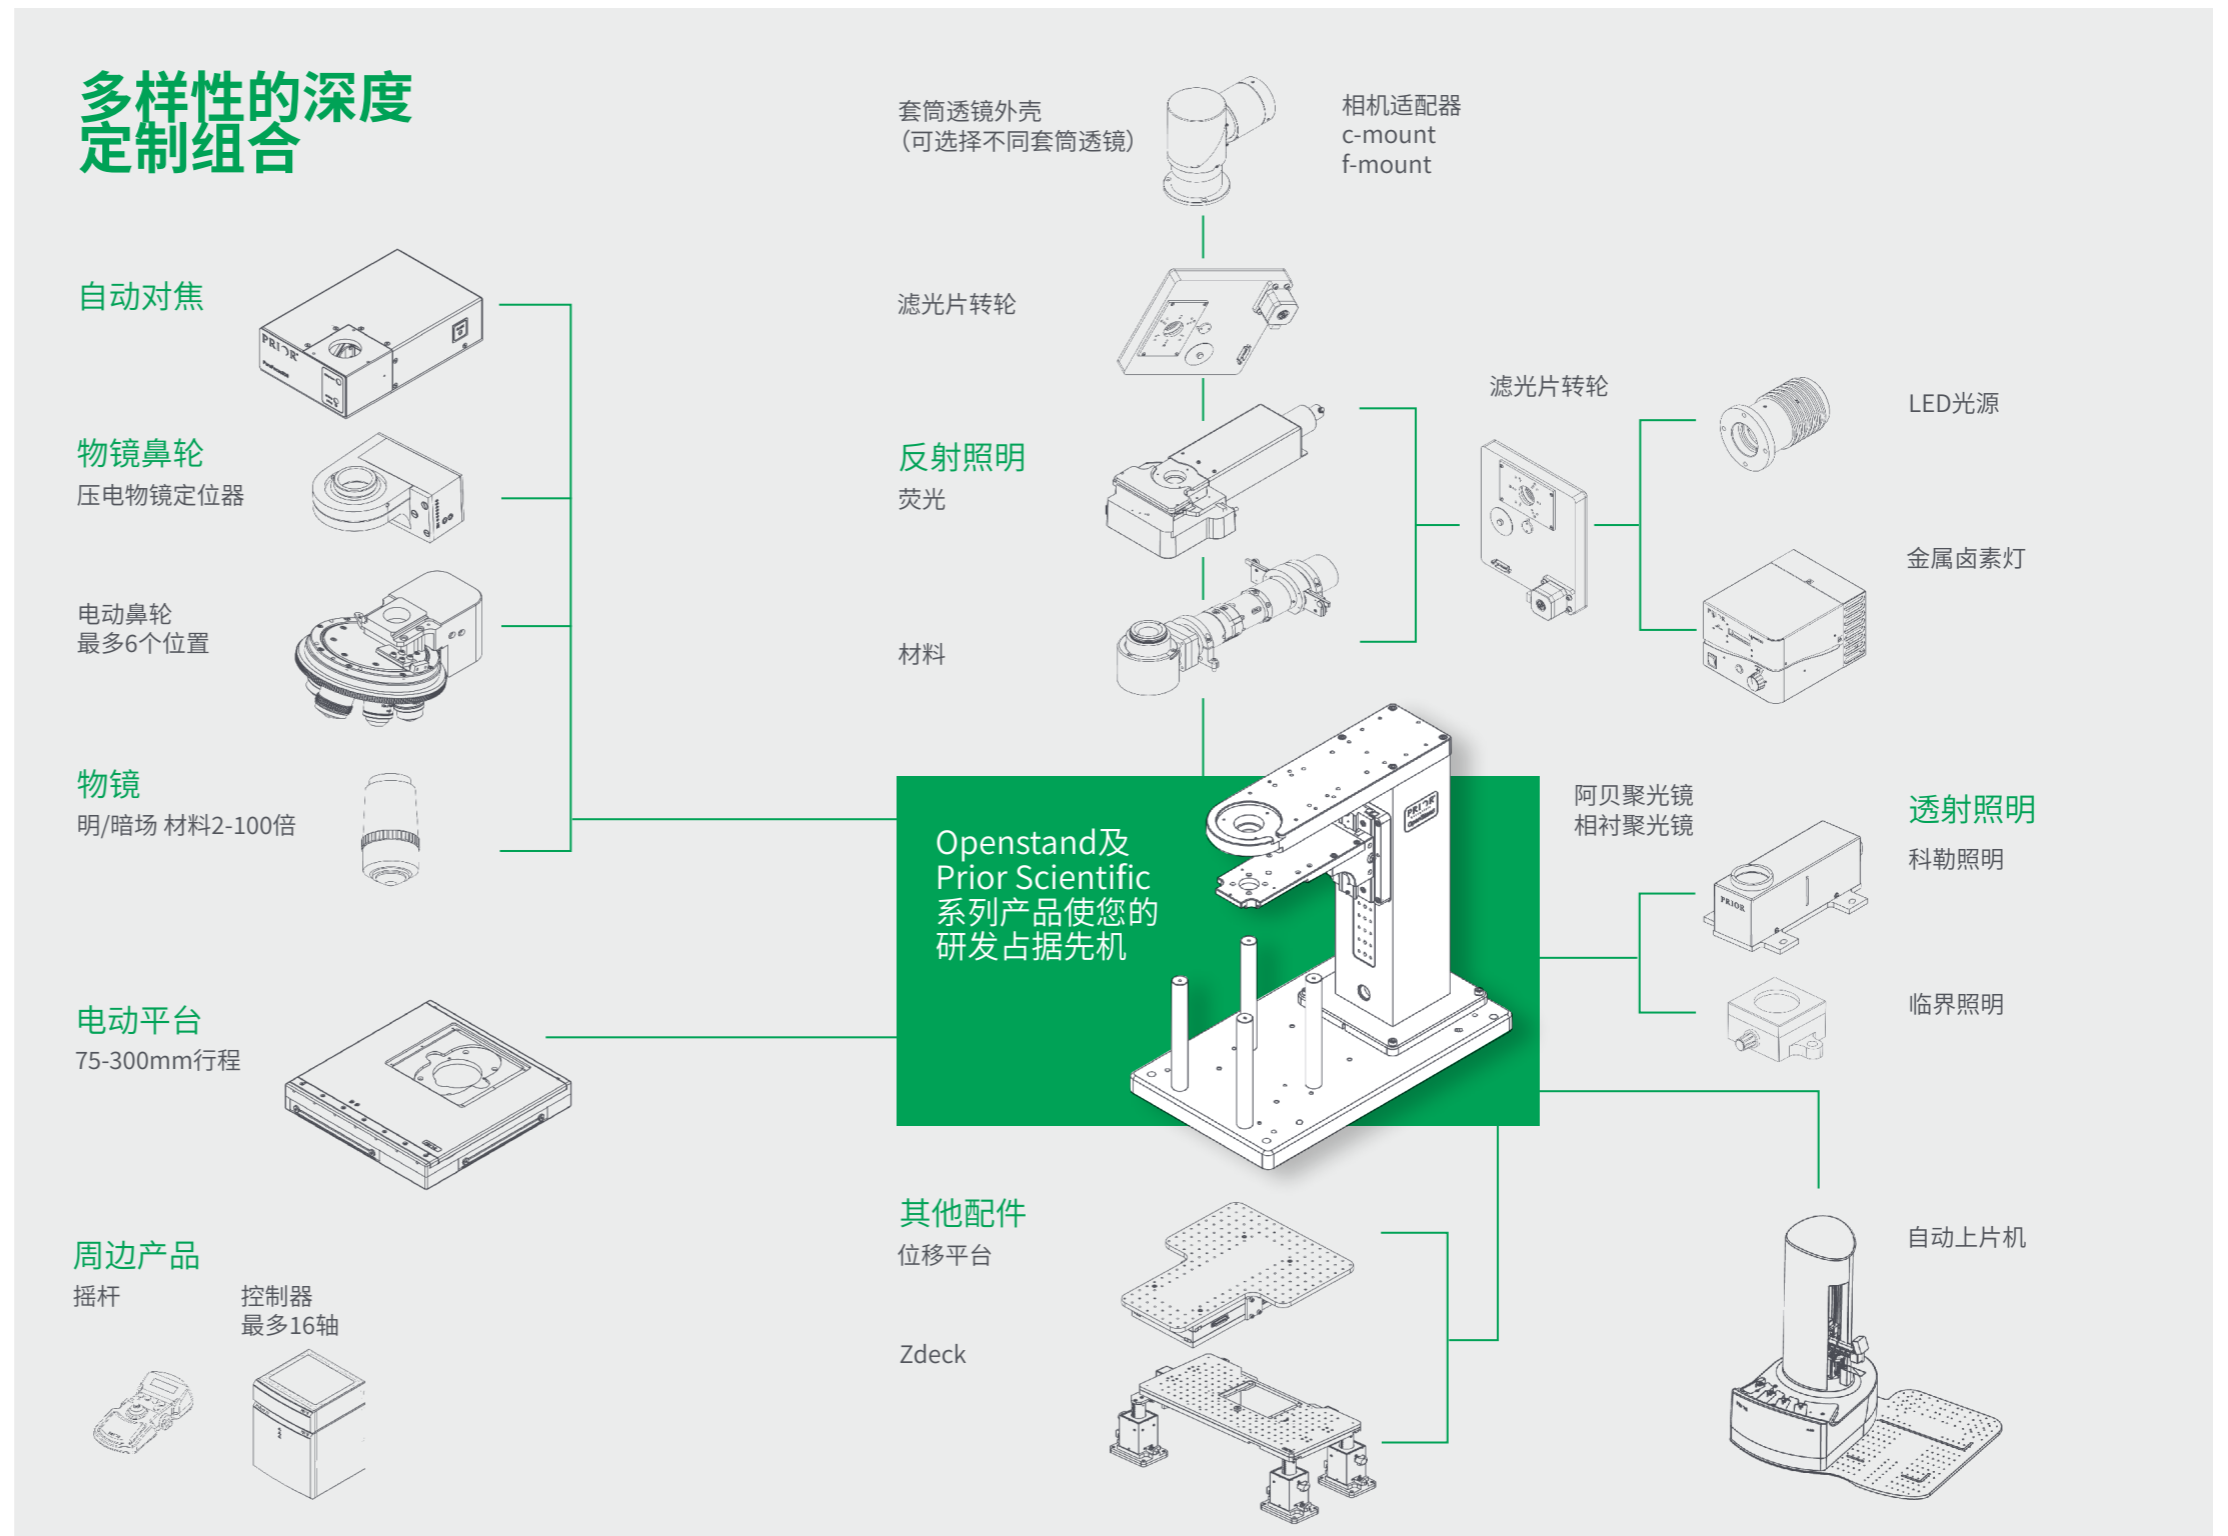 多样性的深度
定制组合
套筒透镜外壳
（可选择不同套筒透镜）
相机适配器
c-mount
f-mount
自动对焦
PRIOR
滤光片转轮
滤光片转轮
LED光源
物镜鼻轮
压电物镜定位器
反射照明
荧光
金属卤素灯
电动鼻轮
最多6个位置
材料
物镜
明/暗场 材料2-100倍
Openstand及
Prior Scientific
系列产品使您的
研发占据先机
PRIOR
阿贝聚光镜
相衬聚光镜
透射照明
科勒照明
PRIOR
临界照明
电动平台
75-300mm行程
其他配件
位移平台
Zdeck
自动上片机
周边产品
摇杆
控制器
最多16轴